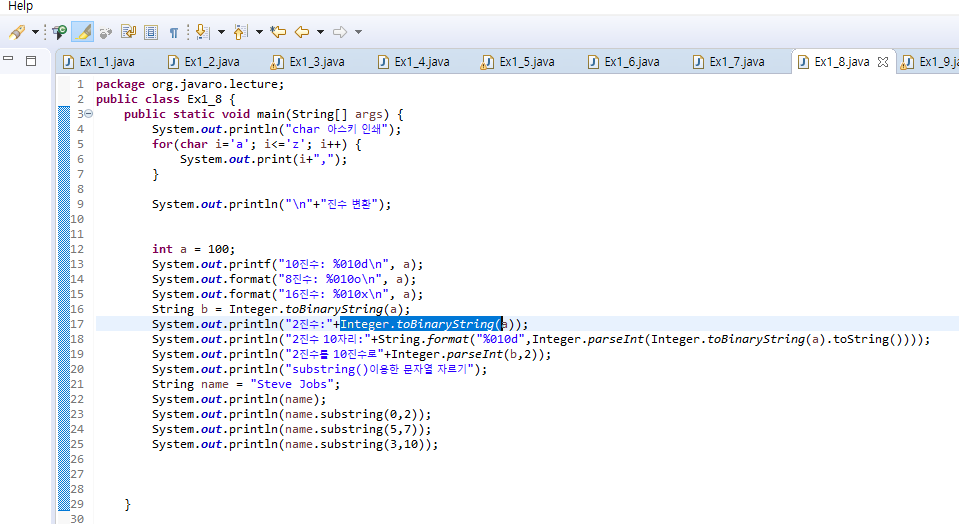 Help
Ex1_1.java Ex1_2.java Ex1_3.java Ex1_4.java Ex1_5.java Ex1_6.java Ex1_7.java Ex1_8.java Ex1_9.ja
1 package org.javaro.lecture;
2 public class Ex1_8 {
3 public static void main(String[] args) {
4 System.out.println("char 아스키 인쇄");
5 for(char i='a'; i<='z'; i++) {
6 System.out.print(i+",");
7 }
8
9 System.out.println("\n"+"진수 변환");
10
11
12 int a = 100;
13 System.out.printf("10진수: %010d\n", a);
14 System.out.format("8진수: %010o\n", a);
15 System.out.format("16진수: %010x\n", a);
16 String b = Integer.toBinaryString(a);
17 System.out.println("2진수:"+Integer.toBinaryString(a));
18 System.out.println("2진수 10자리:"+String.format("%010d",Integer.parseInt(Integer.toBinaryString(a).toString())));
19 System.out.println("2진수를 10진수로"+Integer.parseInt(b,2));
20 System.out.println("substring()이용한 문자열 자르기");
21 String name = "Steve Jobs";
22 System.out.println(name);
23 System.out.println(name.substring(0,2));
24 System.out.println(name.substring(5,7));
25 System.out.println(name.substring(3,10));
26
27
28
29 }
30